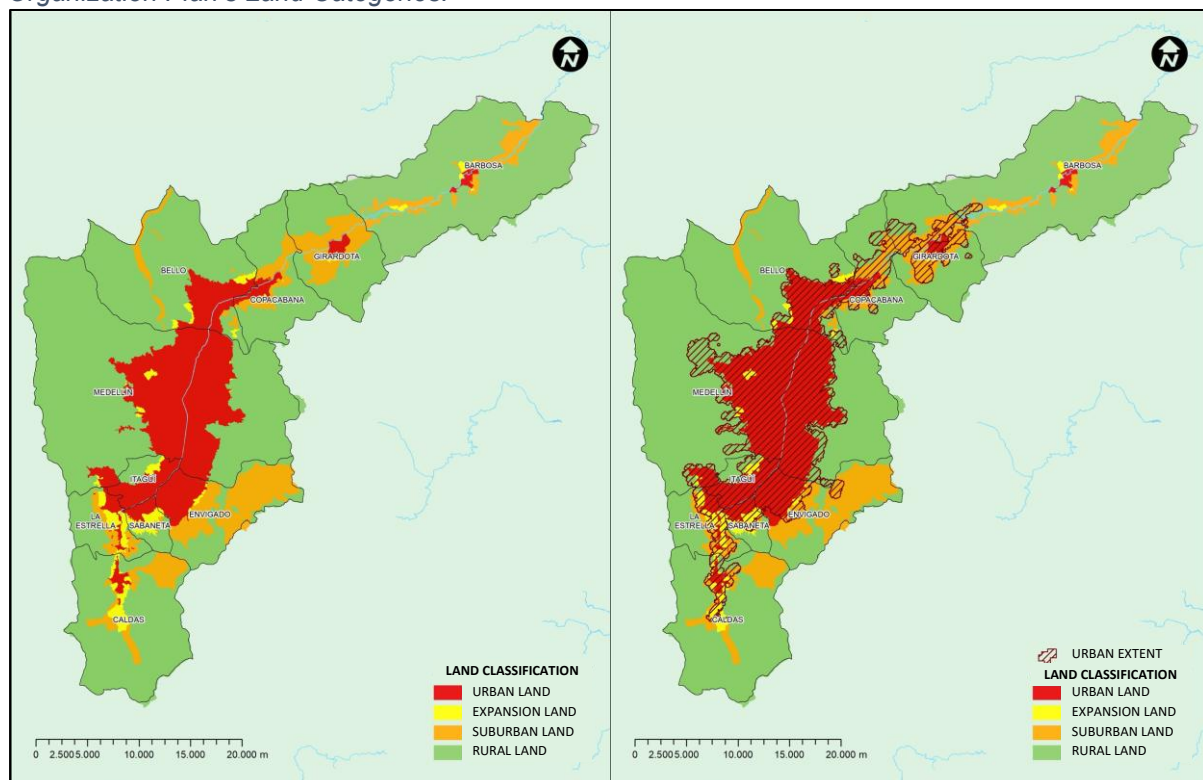 Organization Plan's Land Categories.
N
BARBOSA
GIRARDOTA
BELLO
COPACABANA
MEDELLIN
ITAGUÍ
LA
ESTRELLA
SABANETA
ENVIGADO
CALDAS
LAND CLASSIFICATION
URBAN LAND
EXPANSION LAND
SUBURBAN LAND
RURAL LAND
0 2.500 5.000 10.000 15.000 20.000 m
N
BARBOSA
GIRARDOTA
BELLO
COPACABANA
MEDELLIN
ITAGUÍ
LA
ESTRELLA
SABANETA
ENVIGADO
CALDAS
URBAN EXTENT
LAND CLASSIFICATION
URBAN LAND
EXPANSION LAND
SUBURBAN LAND
RURAL LAND
0 2.500 5.000 10.000 15.000 20.000 m